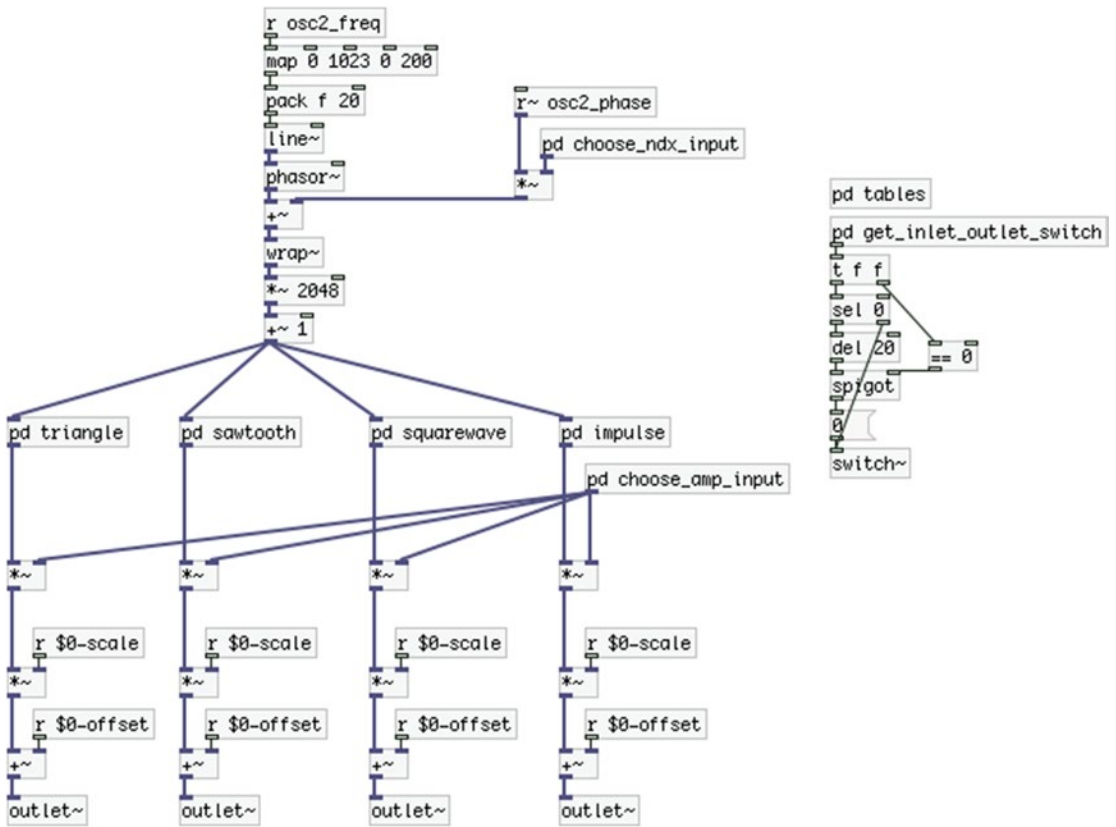 r osc2_freq
map 0 1023 0 200
pack f 20
line~
phasor~
+~
wrap~
*~ 2048
+~ 1
r~ osc2_phase
pd choose_ndx_input
*~
pd tables
pd get_inlet_outlet_switch
t f f
sel 0
del 20
== 0
spigot
0
switch~
pd triangle
pd sawtooth
pd squarewave
pd impulse
pd choose_amp_input
*~
*~
*~
*~
r $0-scale
r $0-scale
r $0-scale
r $0-scale
*~
*~
*~
*~
r $0-offset
r $0-offset
r $0-offset
r $0-offset
+~
+~
+~
+~
outlet~
outlet~
outlet~
outlet~